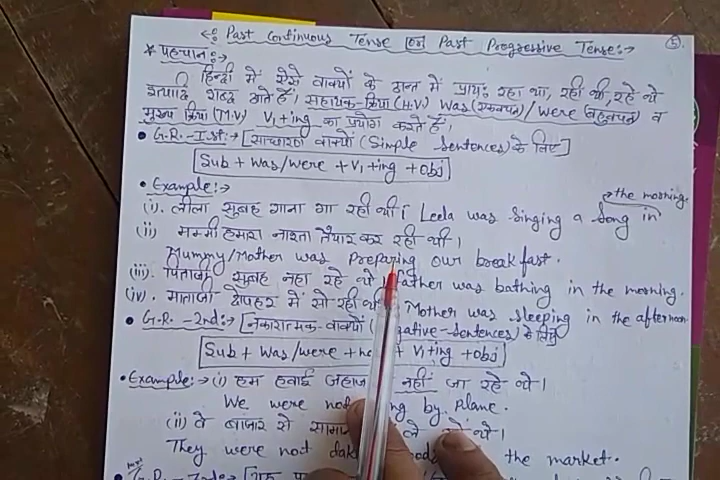 Past Continuous Tense या Past Progressive Tense:→ (5)
* पहचान:→
हिन्दी में ऐसे वाक्यों के अन्त में प्रायः रहा था, रही थी, रहे थे
इत्यादि शब्द आते हैं। सहायक-क्रिया (H.V.) Was (एकवचन) / Were (बहुवचन) व
मुख्य क्रिया (M.V) V₁+ing का प्रयोग करते हैं।
• G.R.-Ist:→ [साधारण वाक्यों (Simple Sentences) के लिए]
Sub + Was/were + V₁+ing + obj
• Example:→
(i). लीला सुबह गाना गा रही थी। Leela was singing a song in the morning.
(ii) मम्मी हमारा नाश्ता तैयार कर रही थी।
Mummy/Mother was preparing our breakfast.
(iii). पिताजी सुबह नहा रहे थे। Father was bathing in the morning.
(iv). माताजी दोपहर में सो रही थी Mother was sleeping in the afternoon
• G.R.-2nd:→ [नकारात्मक-वाक्यों Sentences) के लिए
Sub + Was/were + + V₁+ing + obj
• Example:→ (i) हम हवाई जहाज नहीं जा रहे थे।
We were not by Plane.
(ii) वे बाजार से थे।
They were not the market.